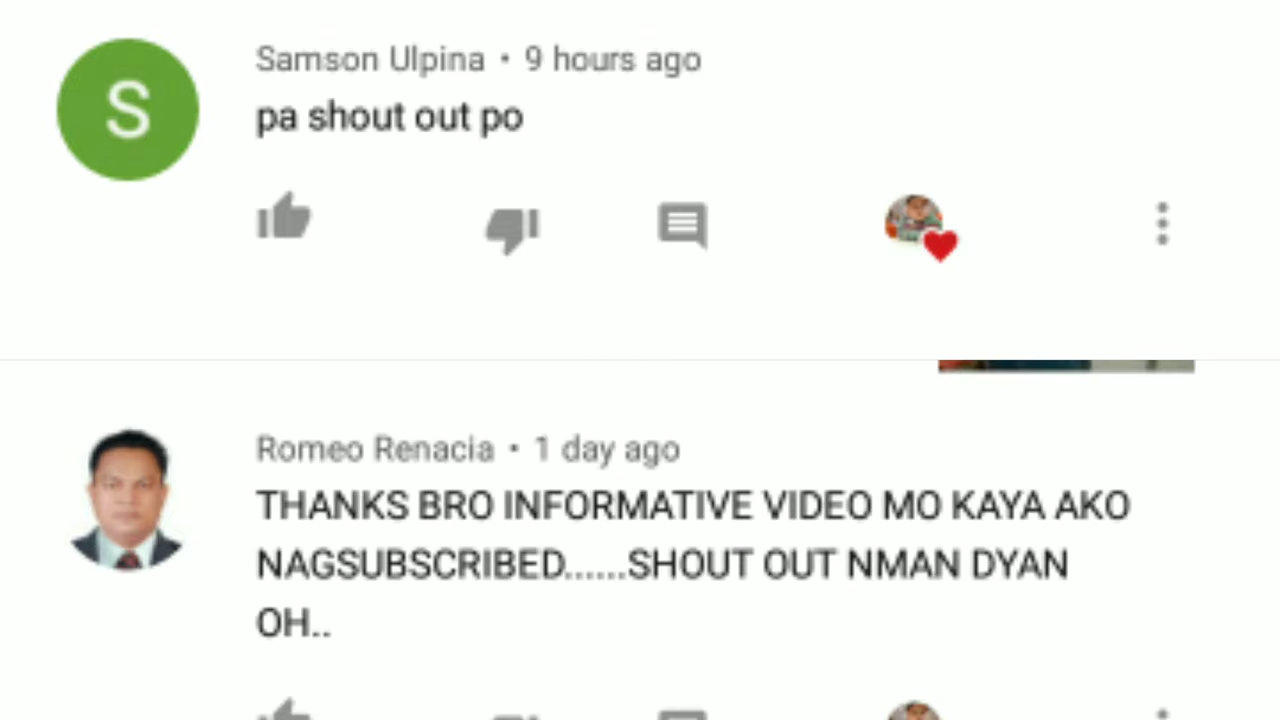 S
Samson Ulpina • 9 hours ago
pa shout out po
Romeo Renacia • 1 day ago
THANKS BRO INFORMATIVE VIDEO MO KAYA AKO
NAGSUBSCRIBED......SHOUT OUT NMAN DYAN
OH..